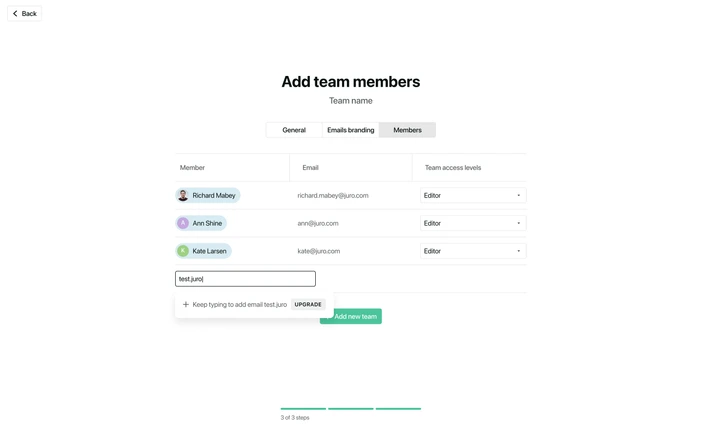 Back
Add team members
Team name
General
Emails branding
Members
Member
Email
Team access levels
Richard Mabey
richard.mabey@juro.com
Editor
A
Ann Shine
ann@juro.com
Editor
K
Kate Larsen
kate@juro.com
Editor
test.juro
Keep typing to add email test.juro
UPGRADE
Add new team
3 of 3 steps